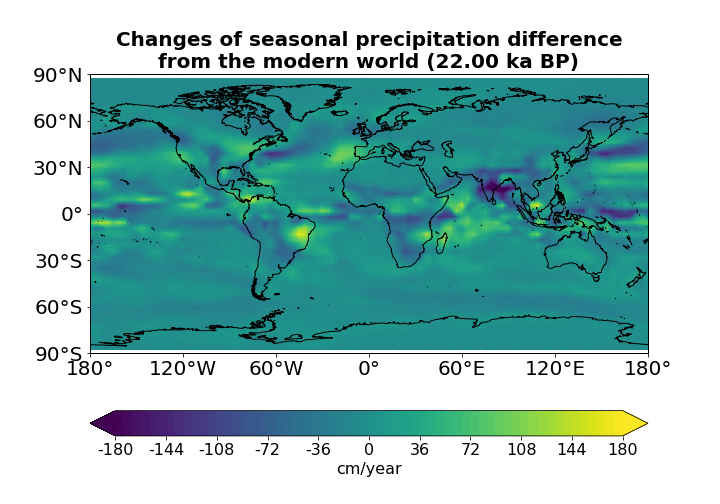 Changes of seasonal precipitation difference
from the modern world (22.00 ka BP)
90°N
60°N
30°N
0°
30°S
60°S
90°S
180° 120°W 60°W 0° 60°E 120°E 180°
-180 -144 -108 -72 -36 0 36 72 108 144 180
cm/year